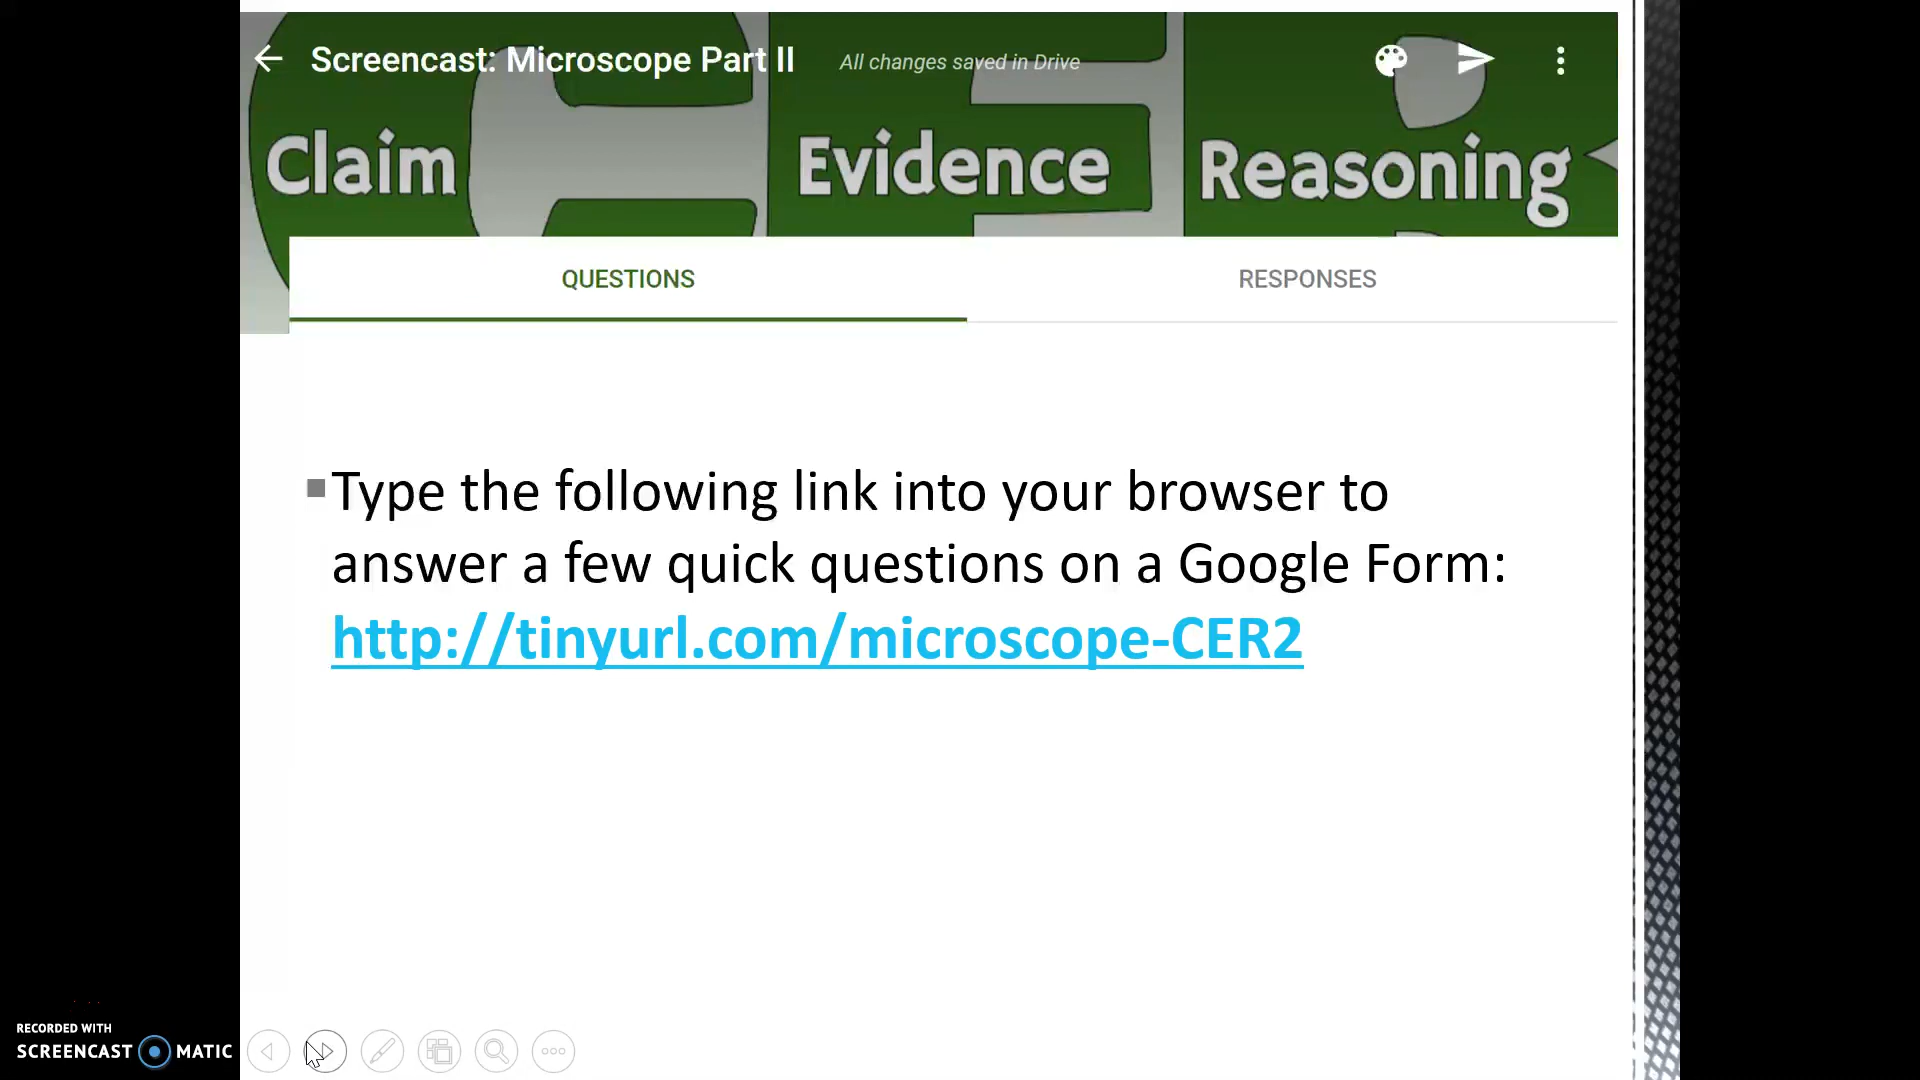 Screencast: Microscope Part II All changes saved in Drive
Claim Evidence Reasoning
QUESTIONS RESPONSES
Type the following link into your browser to
answer a few quick questions on a Google Form:
http://tinyurl.com/microscope-CER2
RECORDED WITH
SCREENCAST MATIC